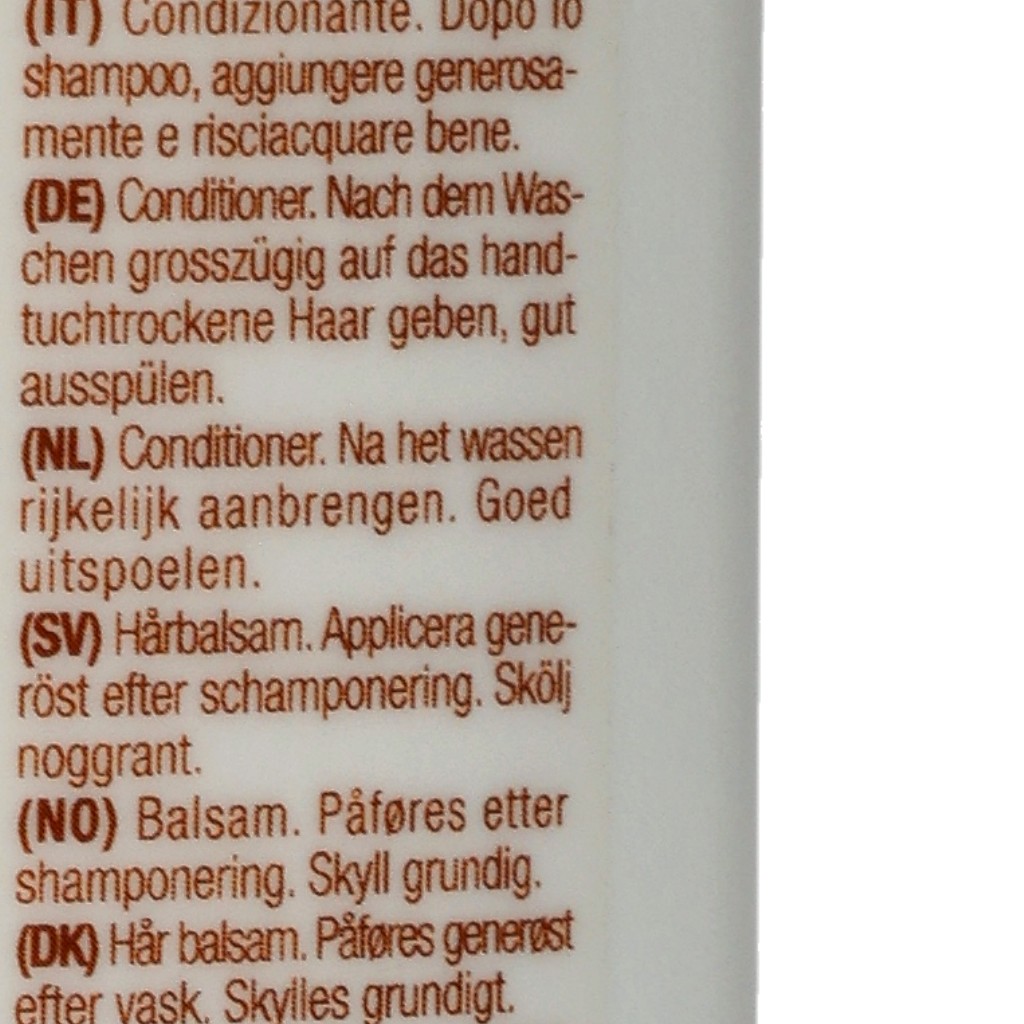 (IT) Condizionante. Dopo lo
shampoo, aggiungere generosa-
mente e risciacquare bene.
(DE) Conditioner. Nach dem Was-
chen grosszügig auf das hand-
tuchtrockene Haar geben, gut
ausspülen.
(NL) Conditioner. Na het wassen
rijkelijk aanbrengen. Goed
uitspoelen.
(SV) Hårbalsam. Applicera gene-
röst efter schamponering. Skölj
noggrant.
(NO) Balsam. Påføres etter
shamponering. Skyll grundig.
(DK) Hår balsam. Påføres generøst
efter vask. Skylles grundigt.